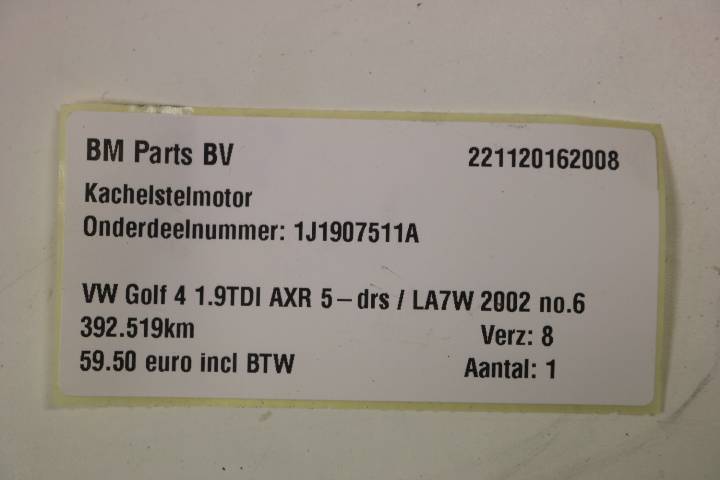 BM Parts BV 221120162008
Kachelstelmotor
Onderdeelnummer: 1J1907511A
VW Golf 4 1.9TDI AXR 5-drs / LA7W 2002 no.6
392.519km Verz: 8
59.50 euro incl BTW Aantal: 1